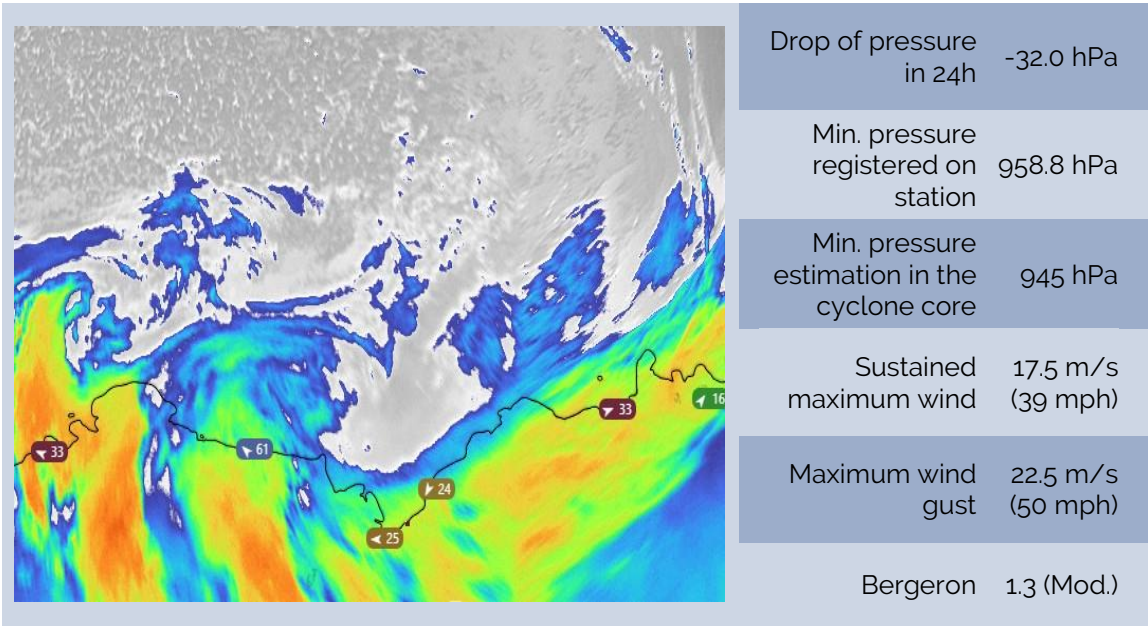 33
61
24
25
33
16
Drop of pressure
in 24h
-32.0 hPa
Min. pressure
registered on
station
958.8 hPa
Min. pressure
estimation in the
cyclone core
945 hPa
Sustained
maximum wind
17.5 m/s
(39 mph)
Maximum wind
gust
22.5 m/s
(50 mph)
Bergeron
1.3 (Mod.)